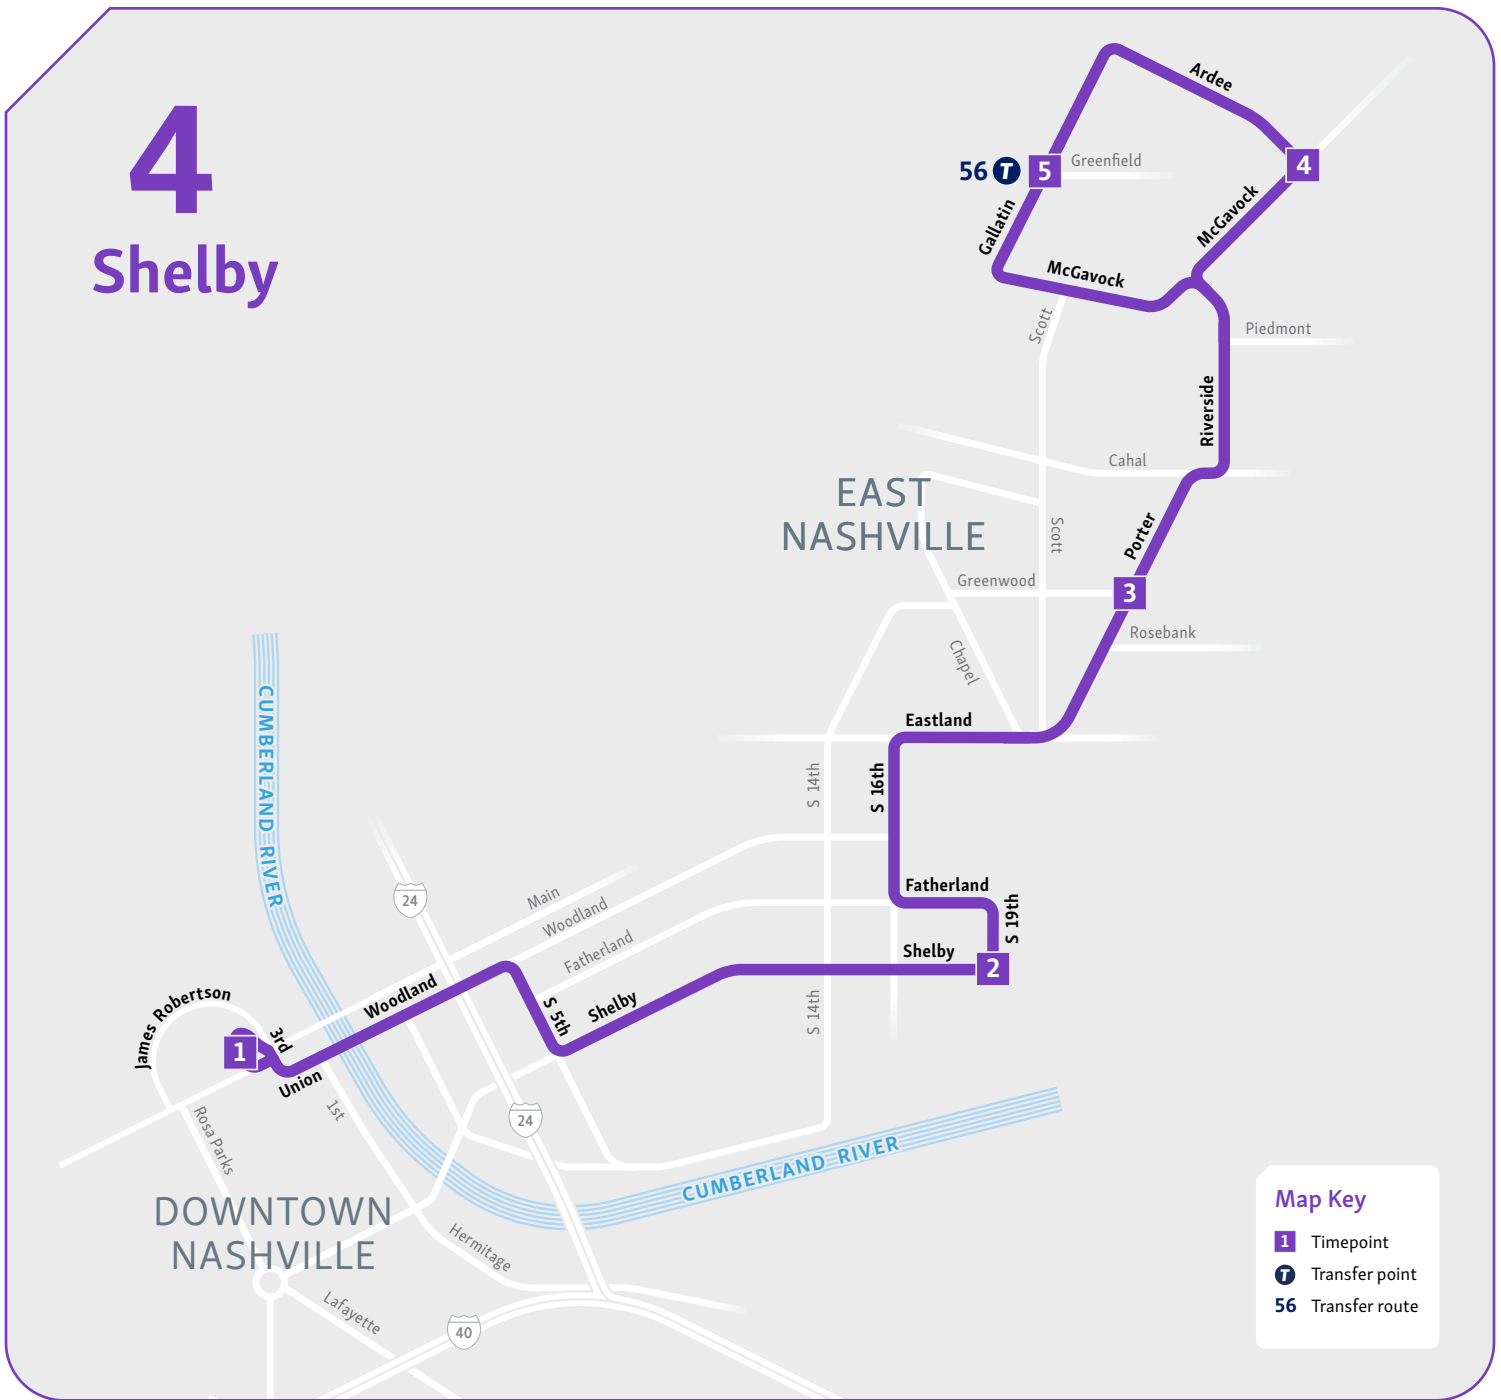 4
Shelby
Ardee
4
56 T
5
Greenfield
Gallatin
McGavock
McGavock
Scott
Piedmont
Riverside
Cahal
EAST
NASHVILLE
Scott
Porter
Greenwood
3
Rosebank
Chapel
CUMBERLAND RIVER
Eastland
S 14th
S 16th
24
Main
Woodland
Fatherland
Fatherland
S 19th
Shelby
2
Woodland
S 5th
Shelby
S 14th
James Robertson
3rd
1
Union
1st
Rosa Parks
24
CUMBERLAND RIVER
DOWNTOWN
NASHVILLE
Hermitage
Lafayette
40
Map Key
1 Timepoint
T Transfer point
56 Transfer route